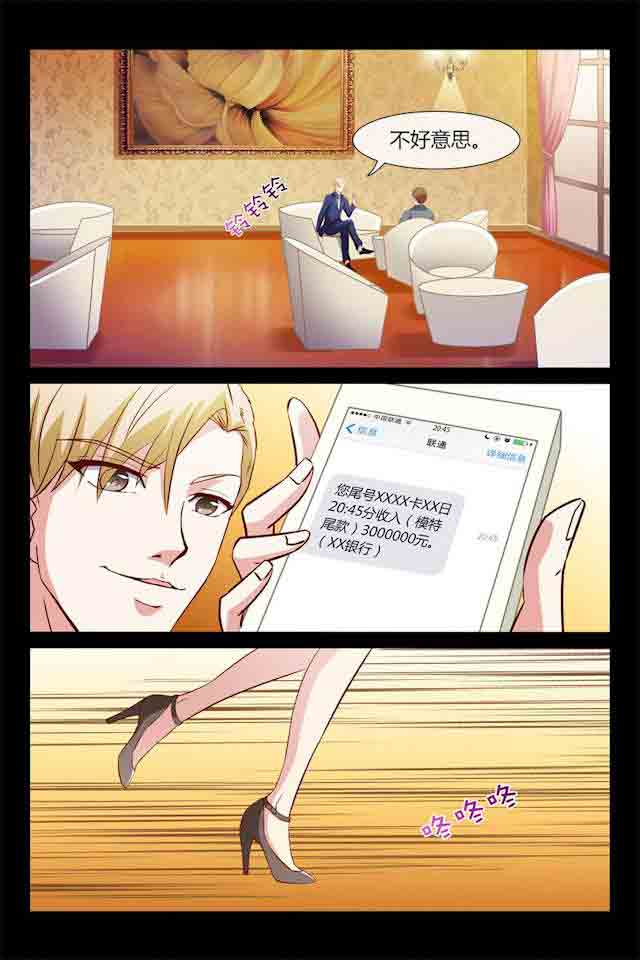 不好意思。
铃铃铃
中国联通
20:45
信息
联通
详细信息
您尾号XXXX卡XX日
20:45分收入（模特
尾款）3000000元。
（XX银行）
20:45
咚咚咚